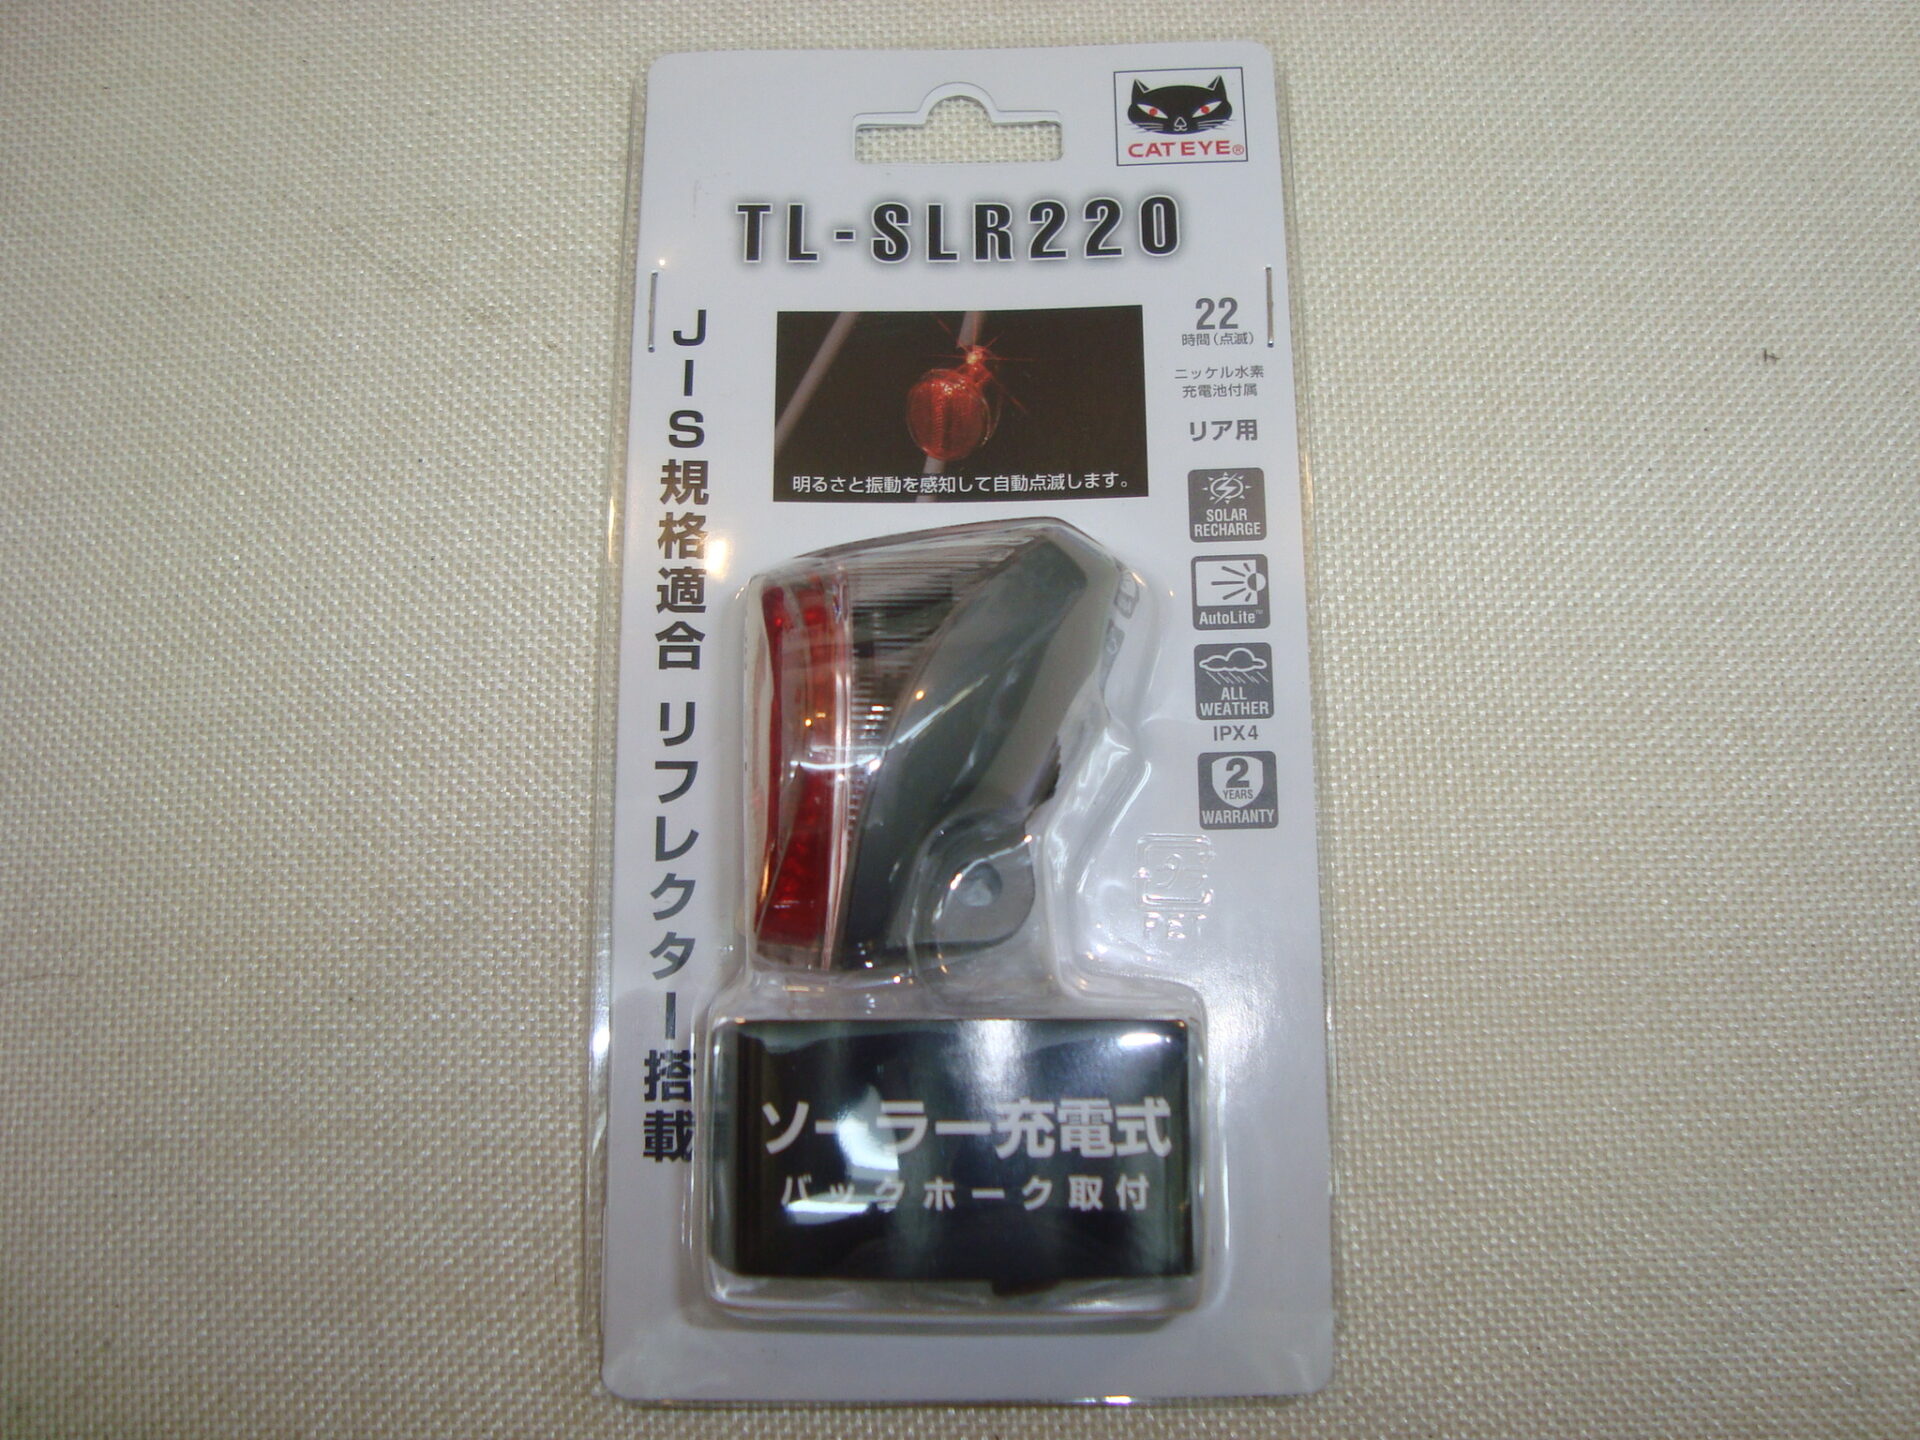 CATEYE®
TL-SLR220
JIS規格適合 リフレクター搭載
明るさと振動を感知して自動点滅します。
22
時間(点滅)
ニッケル水素
充電池付属
リア用
SOLAR
RECHARGE
AutoLite™
ALL
WEATHER
IPX4
2
YEARS
WARRANTY
PET
ソーラー充電式
バックホーク取付